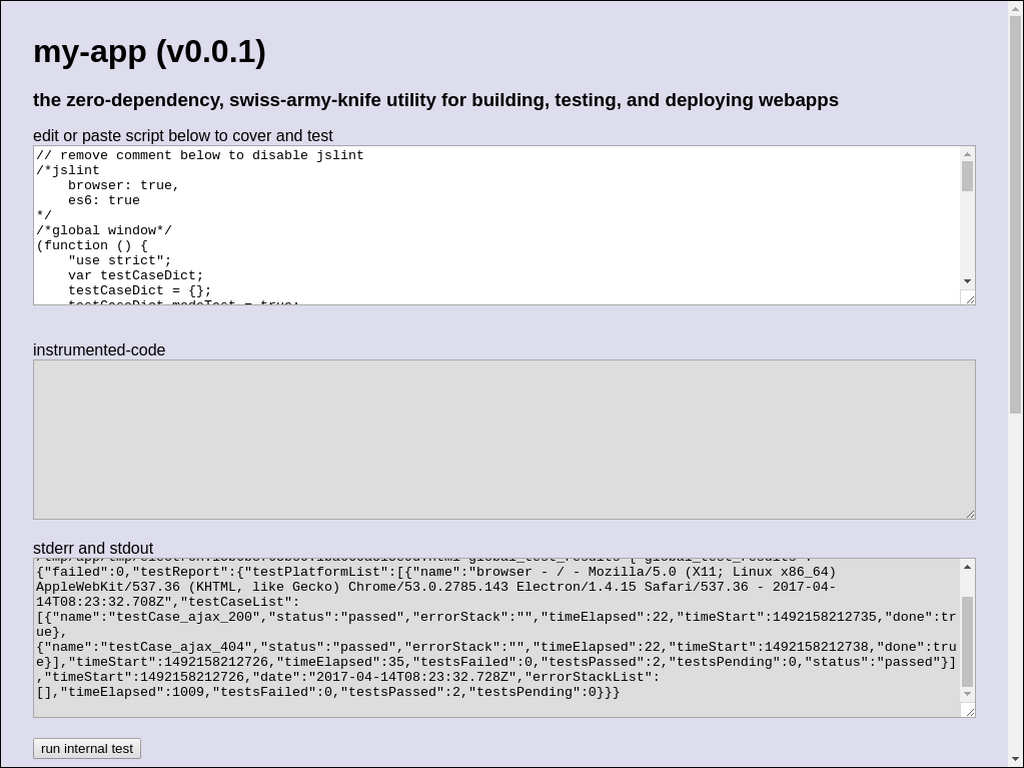 my-app (v0.0.1)
the zero-dependency, swiss-army-knife utility for building, testing, and deploying webapps
edit or paste script below to cover and test
// remove comment below to disable jslint
/*jslint
    browser: true,
    es6: true
*/
/*global window*/
(function () {
    "use strict";
    var testCaseDict;
    testCaseDict = {};
    testCaseDict.modeTest = true;
instrumented-code
stderr and stdout
{"failed":0,"testReport":{"testPlatformList":[{"name":"browser - / - Mozilla/5.0 (X11; Linux x86_64)
AppleWebKit/537.36 (KHTML, like Gecko) Chrome/53.0.2785.143 Electron/1.4.15 Safari/537.36 - 2017-04-
14T08:23:32.708Z","testCaseList":
[{"name":"testCase_ajax_200","status":"passed","errorStack":"","timeElapsed":22,"timeStart":1492158212735,"done":tr
ue},
{"name":"testCase_ajax_404","status":"passed","errorStack":"","timeElapsed":22,"timeStart":1492158212738,"done":tru
e}],"timeStart":1492158212726,"timeElapsed":35,"testsFailed":0,"testsPassed":2,"testsPending":0,"status":"passed"}]
,"timeStart":1492158212726,"date":"2017-04-14T08:23:32.728Z","errorStackList":
[],"timeElapsed":1009,"testsFailed":0,"testsPassed":2,"testsPending":0}}}
run internal test